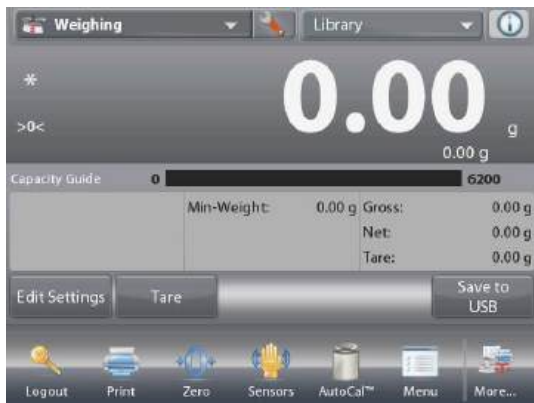 Weighing
Library
*
0.00
>0<
g
0.00 g
Capacity Guide 0 6200
Min-Weight: 0.00 g Gross: 0.00 g
Net: 0.00 g
Tare: 0.00 g
Edit Settings Tare Save to
USB
Logout Print Zero Sensors AutoCal™ Menu More...